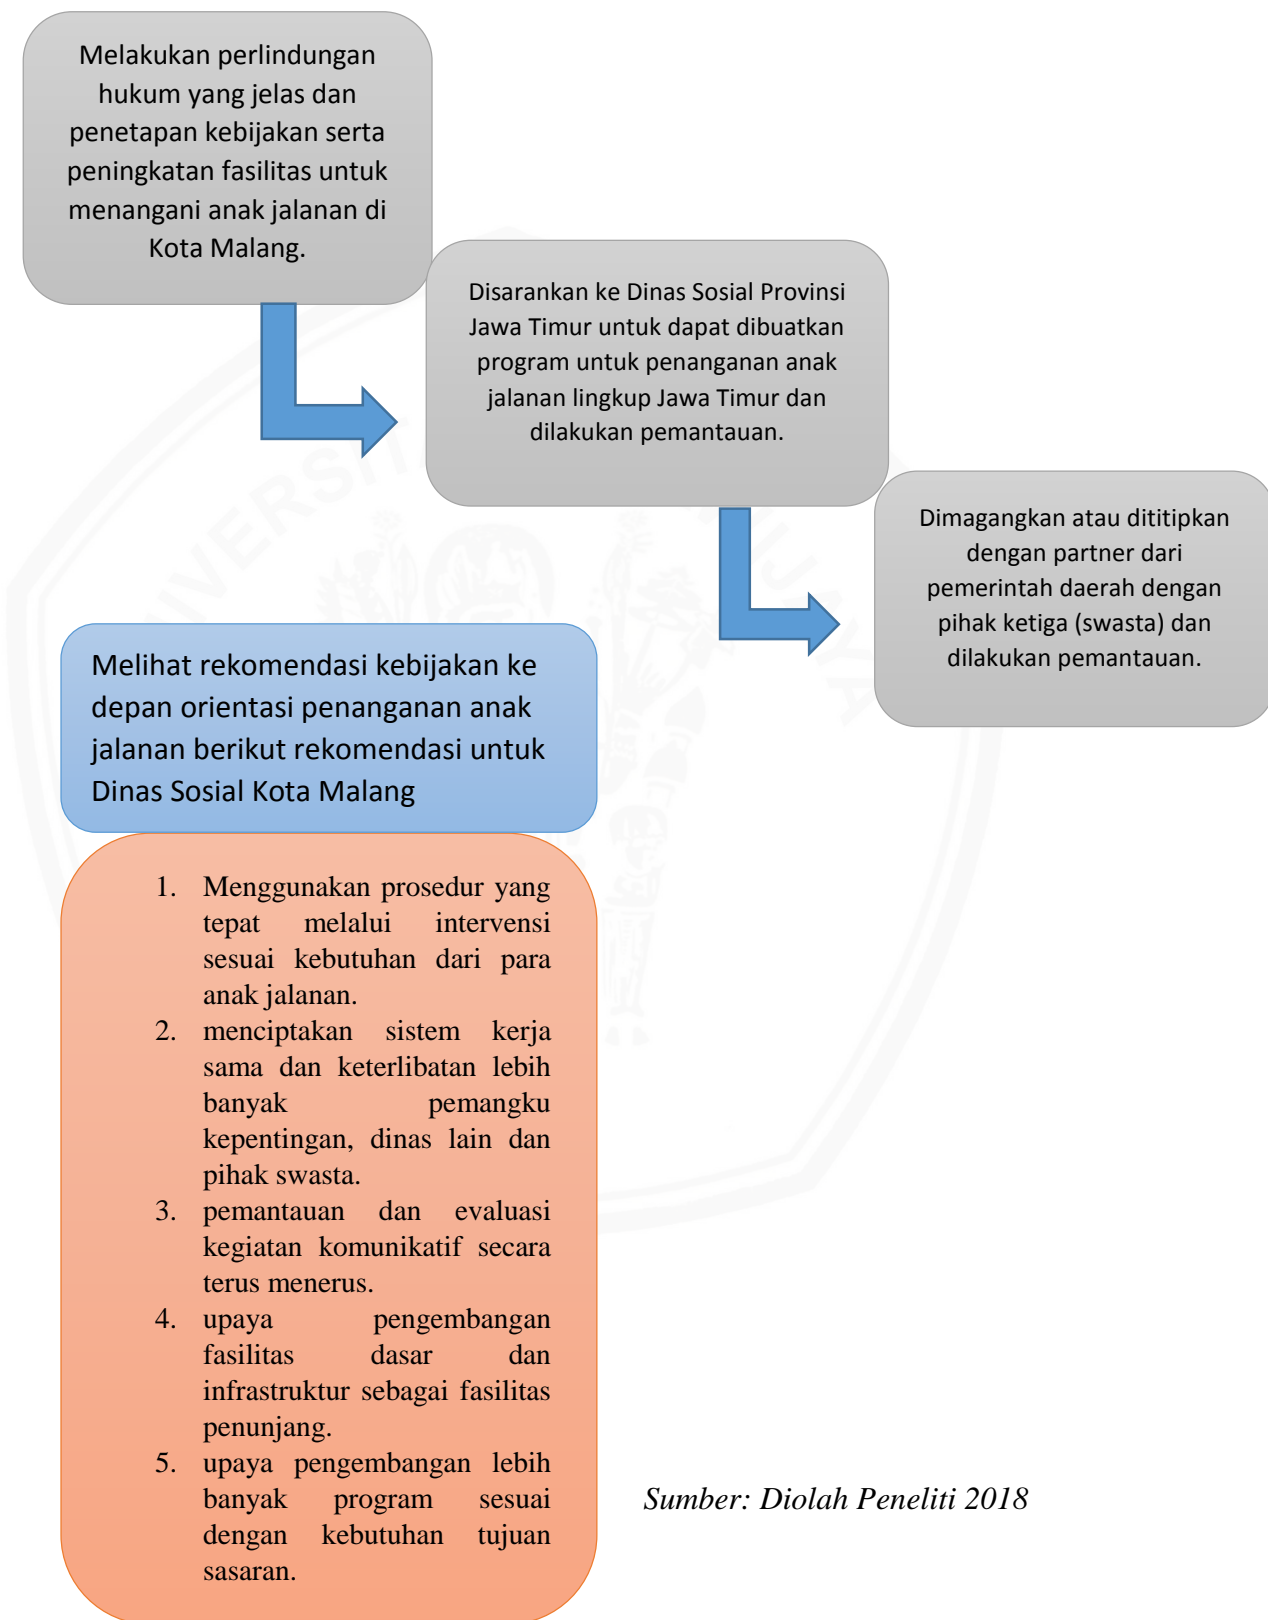 Melakukan perlindungan
hukum yang jelas dan
penetapan kebijakan serta
peningkatan fasilitas untuk
menangani anak jalanan di
Kota Malang.
Disarankan ke Dinas Sosial Provinsi
Jawa Timur untuk dapat dibuatkan
program untuk penanganan anak
jalanan lingkup Jawa Timur dan
dilakukan pemantauan.
Dimagangkan atau dititipkan
dengan partner dari
pemerintah daerah dengan
pihak ketiga (swasta) dan
dilakukan pemantauan.
Melihat rekomendasi kebijakan ke
depan orientasi penanganan anak
jalanan berikut rekomendasi untuk
Dinas Sosial Kota Malang
1. Menggunakan prosedur yang
tepat melalui intervensi
sesuai kebutuhan dari para
anak jalanan.
2. menciptakan sistem kerja
sama dan keterlibatan lebih
banyak pemangku
kepentingan, dinas lain dan
pihak swasta.
3. pemantauan dan evaluasi
kegiatan komunikatif secara
terus menerus.
4. upaya pengembangan
fasilitas dasar dan
infrastruktur sebagai fasilitas
penunjang.
5. upaya pengembangan lebih
banyak program sesuai
dengan kebutuhan tujuan
sasaran.
Sumber: Diolah Peneliti 2018